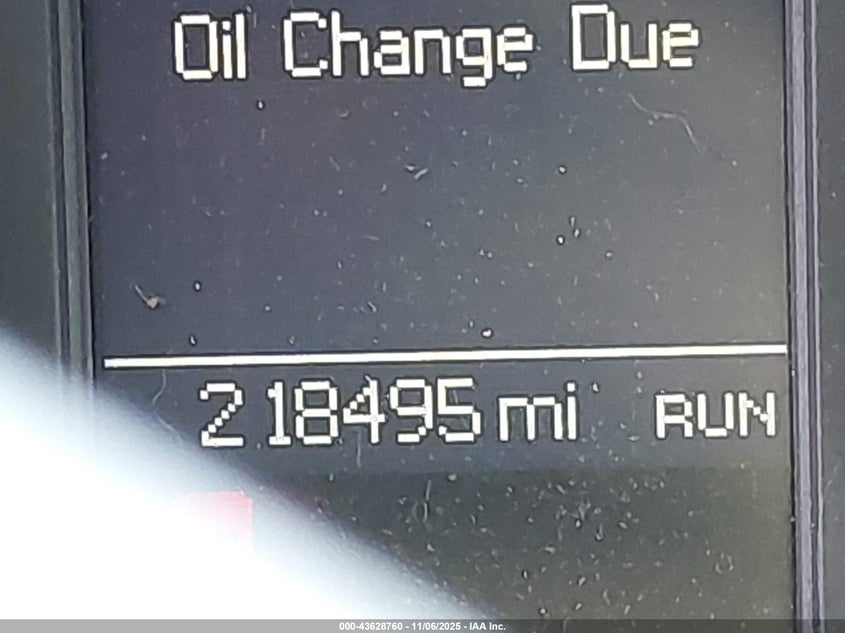 Oil Change Due
218495 mi RUN
000-43628760 - 11/06/2025 - IAA Inc.